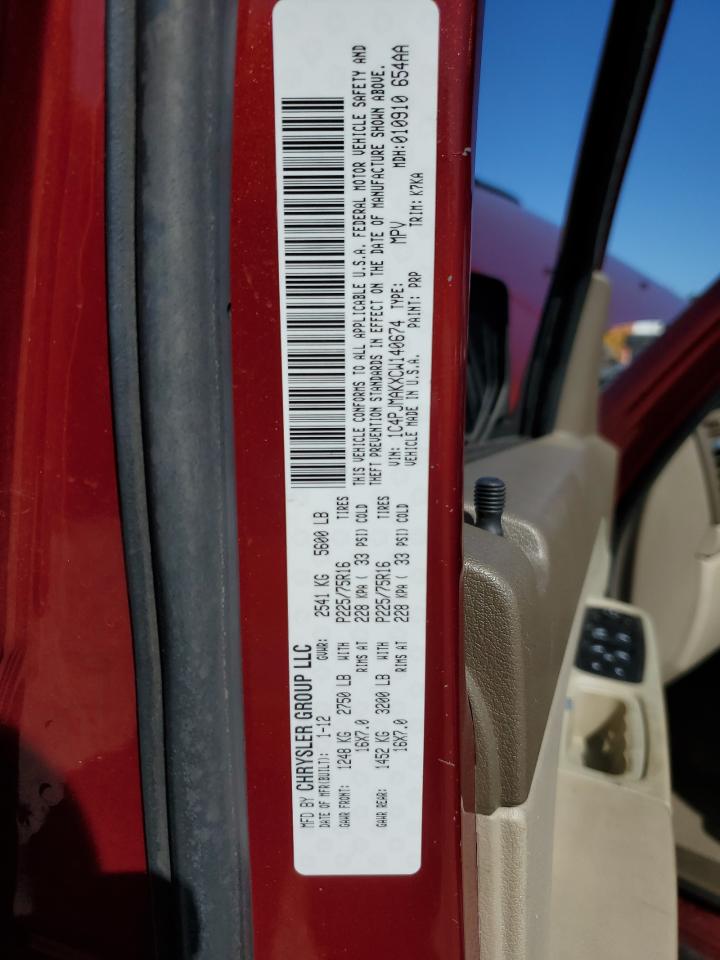 MFD BY CHRYSLER GROUP LLC
DATE OF MFR(BUILT): 1-12 GVWR: 2541 KG 5600 LB
GAWR FRONT: 1248 KG 2750 LB WITH P225/75R16 TIRES
16X7.0 RIMS AT 228 KPA ( 33 PSI) COLD
GAWR REAR: 1452 KG 3200 LB WITH P225/75R16 TIRES
16X7.0 RIMS AT 228 KPA ( 33 PSI) COLD
THIS VEHICLE CONFORMS TO ALL APPLICABLE U.S.A. FEDERAL MOTOR VEHICLE SAFETY AND
THEFT PREVENTION STANDARDS IN EFFECT ON THE DATE OF MANUFACTURE SHOWN ABOVE.
VIN: 1C4PJMAKXCW140674 TYPE: MPV MDH:010910 654AA
VEHICLE MADE IN U.S.A. PAINT: PRP TRIM: K7KA